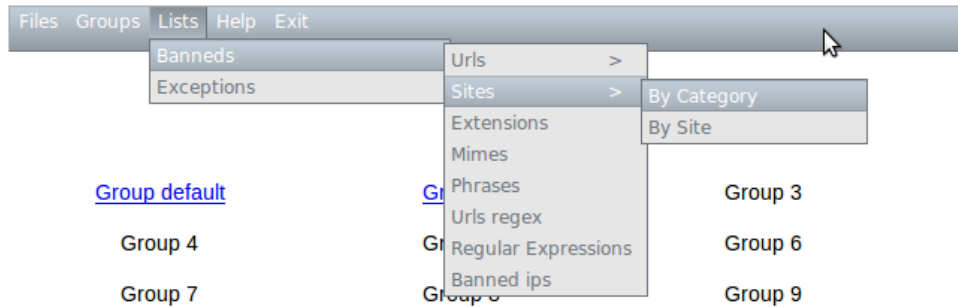 Files Groups Lists Help Exit
Banneds
Exceptions
Urls >
Sites >
Extensions
Mimes
Phrases
Urls regex
Regular Expressions
Banned ips
By Category
By Site
Group default
Group 3
Group 4
Group 6
Group 7
Group 9